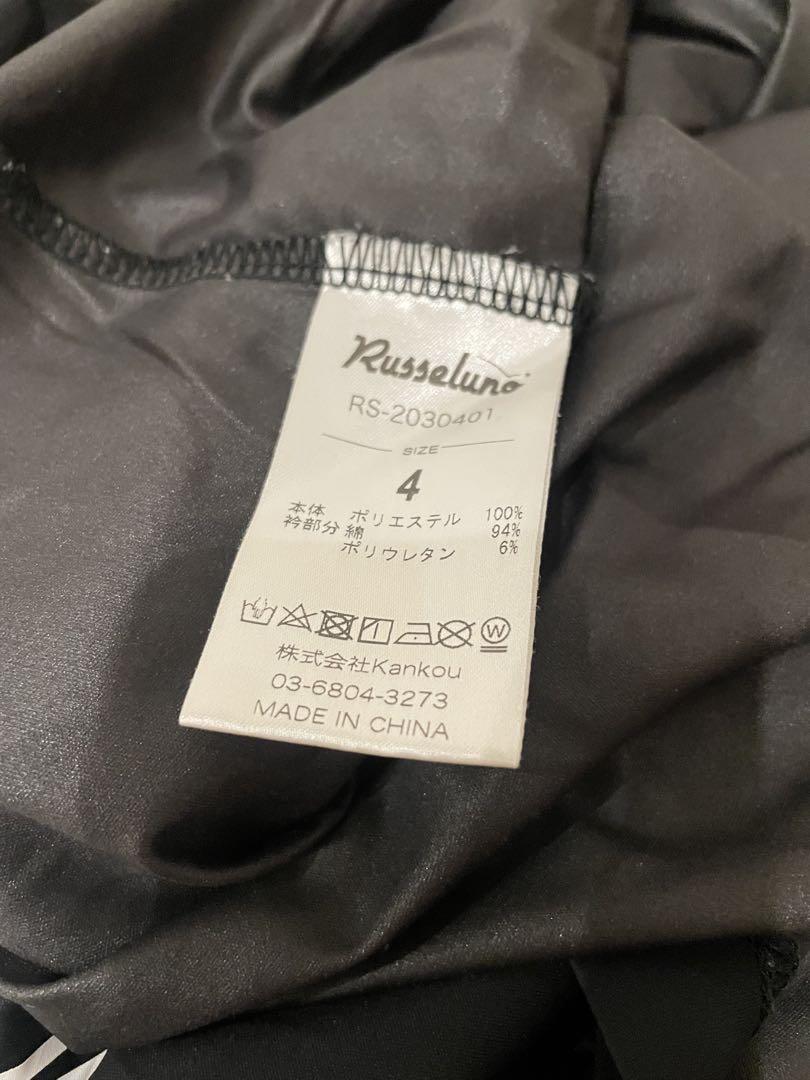 Russeluno
RS-2030401
SIZE
4
本体 ポリエステル 100%
衿部分 綿 94%
ポリウレタン 6%
W
株式会社Kankou
03-6804-3273
MADE IN CHINA